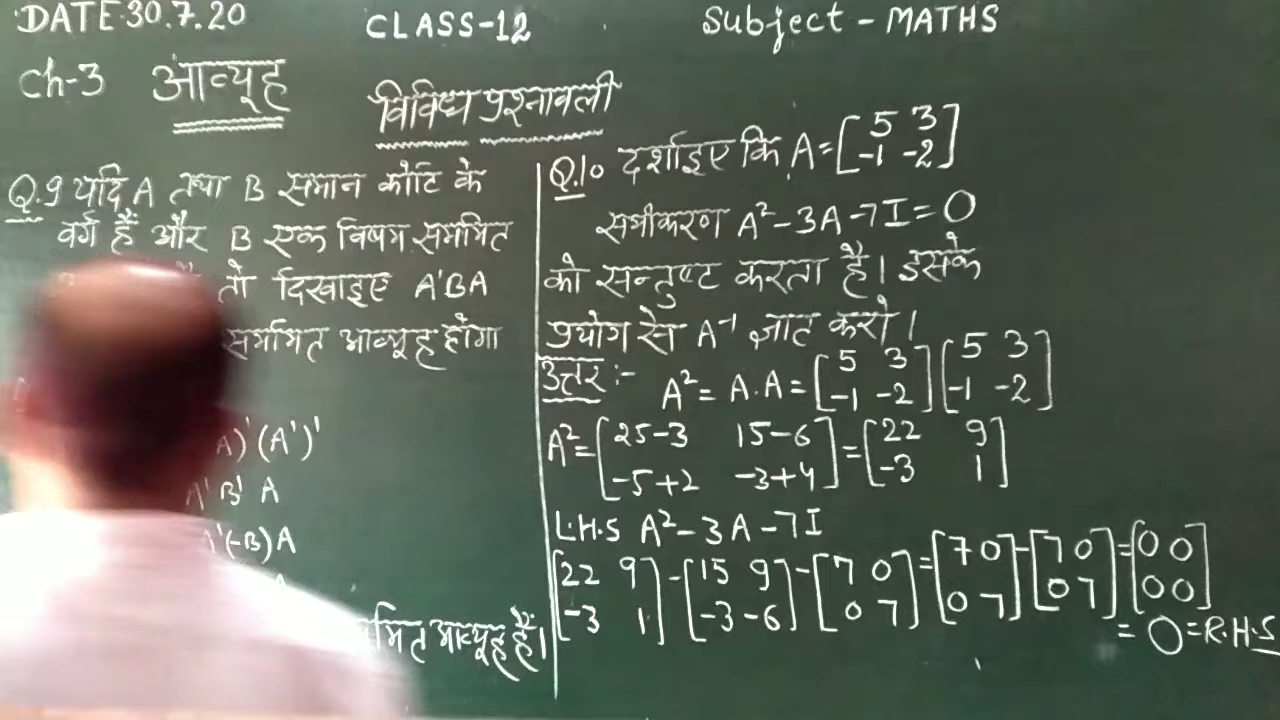 DATE 30.7.20 CLASS-12 Subject - MATHS
Ch-3 आव्यूह
विविध प्रश्नावली
Q.9 यदि A तथा B समान कोटि के
वर्ग हैं और B एक विषम सममित
तो दिखाइए A'BA
सममित आव्यूह होगा
A)'(A')'
A'B'A
A'(-B)A
आव्यूह हैं।
Q.10 दर्शाइए कि A=[5 3
-1 -2]
समीकरण A²-3A-7I=0
को सन्तुष्ट करता है। इसके
प्रयोग से A⁻¹ ज्ञात करो।
उत्तर:- A²= A.A=[5 3 [5 3
-1 -2] -1 -2]
A²=[25-3 15-6 =[22 9
-5+2 -3+4] -3 1]
L.H.S A²-3A-7I
[22 9 -[15 9 -[7 0 =[7 0 -[7 0 =[0 0
-3 1] -3 -6] 0 7] 0 7] 0 7] 0 0]
= 0=R.H.S